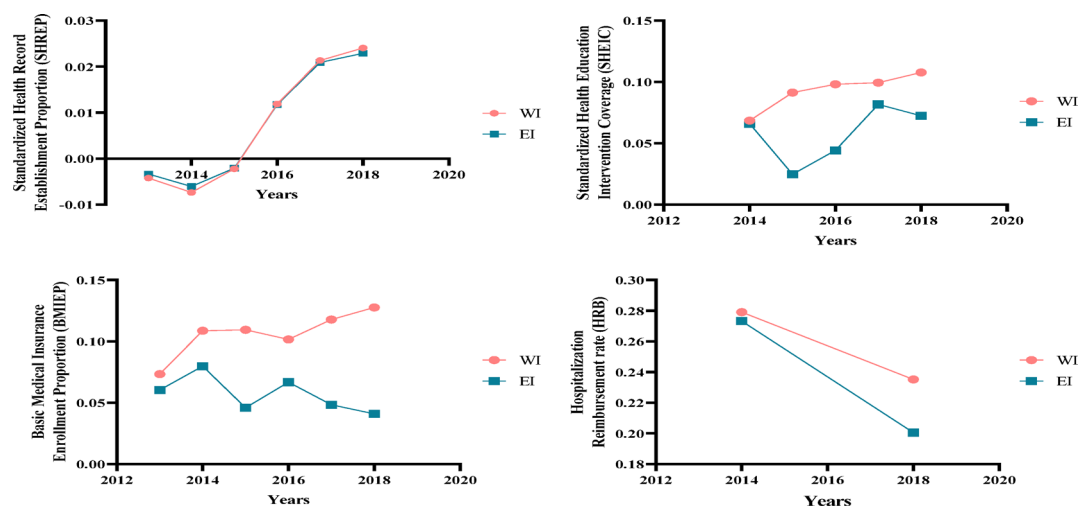 Standardized Health Record
Establishment Proportion (SHREP)
0.03
0.02
0.01
0.00
-0.01
2014
2016
2018
2020
Years
WI
EI
Standardized Health Education
Intervention Coverage (SHEIC)
0.15
0.10
0.05
0.00
2012
2014
2016
2018
2020
Years
WI
EI
Basic Medical Insurance
Enrollment Proportion (BMIEP)
0.15
0.10
0.05
0.00
2012
2014
2016
2018
2020
Years
WI
EI
Hospitalization
Reimbursement rate (HRB)
0.30
0.28
0.26
0.24
0.22
0.20
0.18
2012
2014
2016
2018
2020
Years
WI
EI